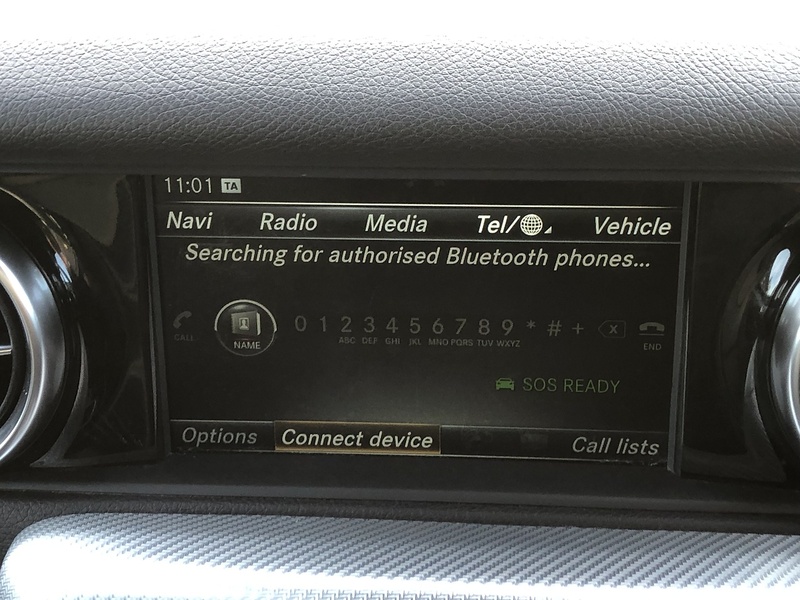 11:01 TA
Navi Radio Media Tel/ Vehicle
Searching for authorised Bluetooth phones...
CALL NAME 0 1 2 3 4 5 6 7 8 9 * # + END
ABC DEF GHI JKL MNO PQRS TUV WXYZ
SOS READY
Options Connect device Call lists